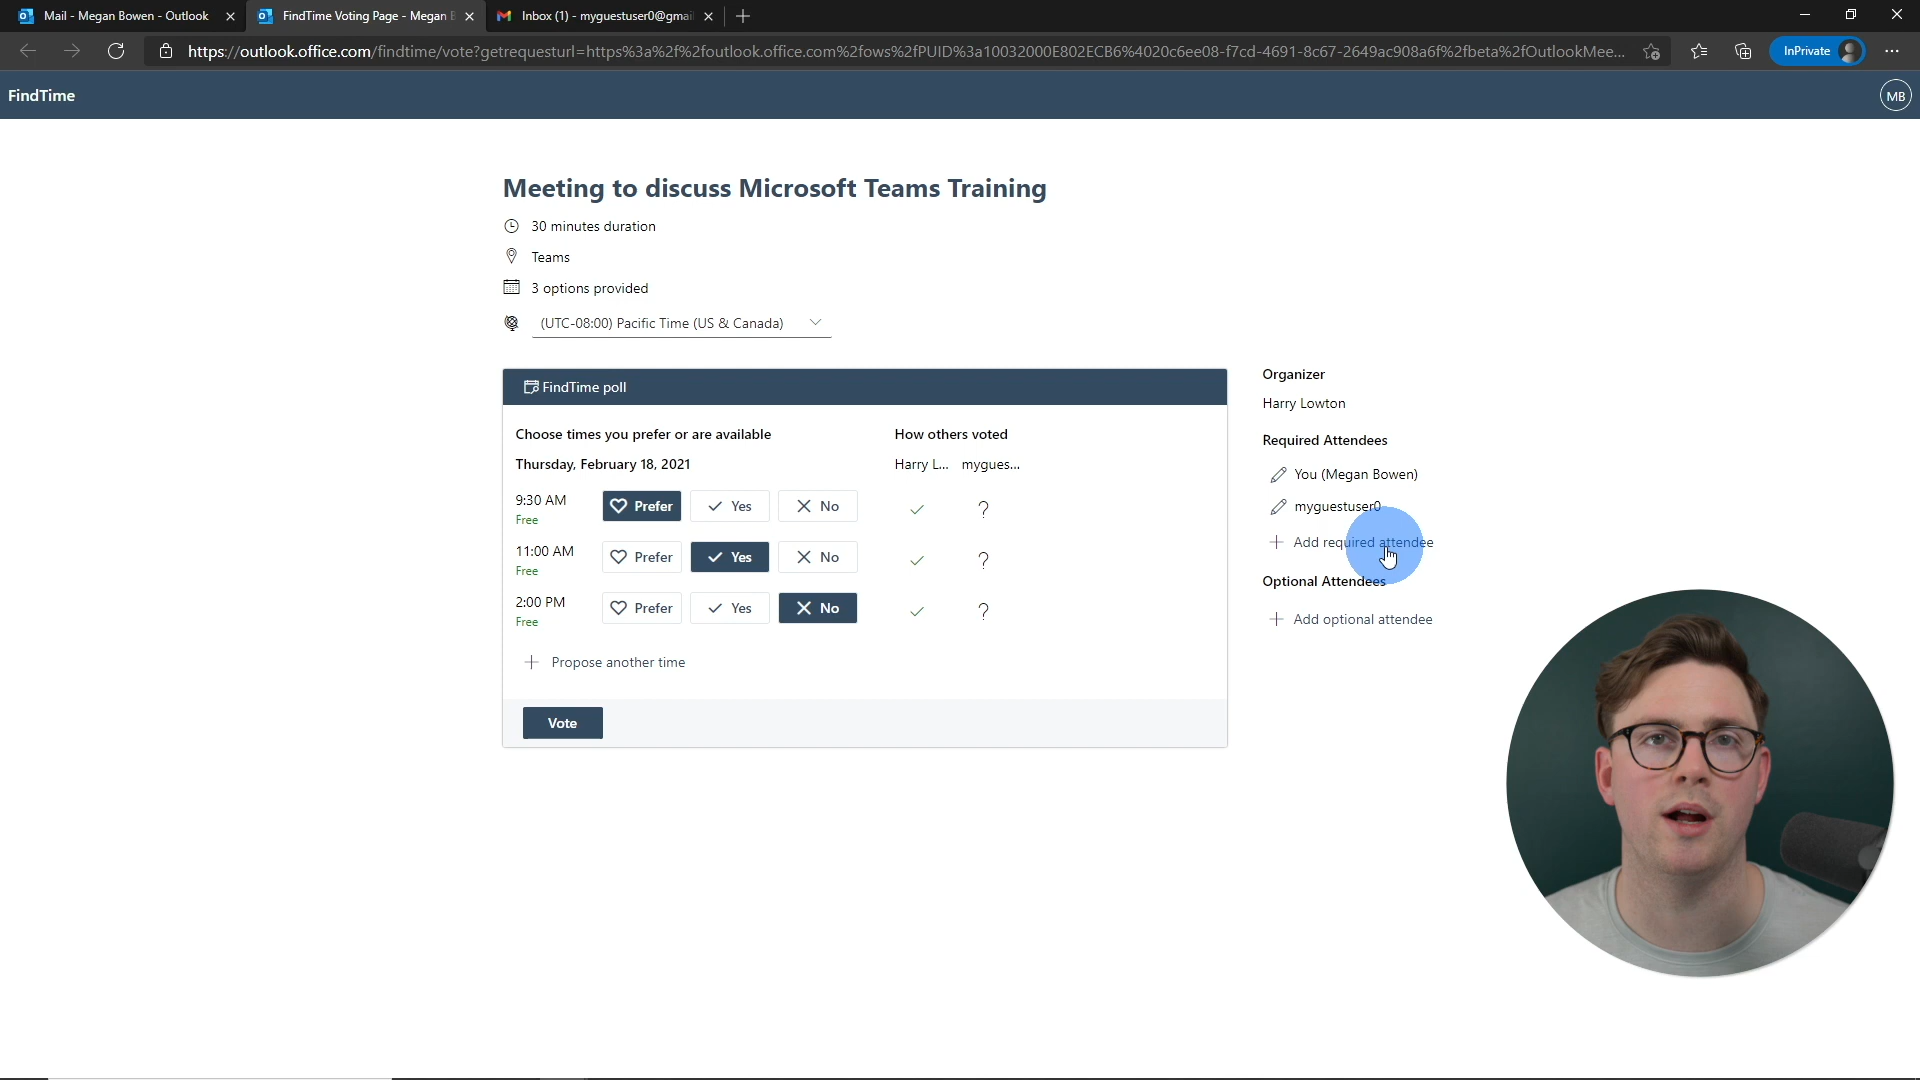 Mail - Megan Bowen - Outlook
FindTime Voting Page - Megan B
Inbox (1) - myguestuser0@gmai
https://outlook.office.com/findtime/vote?getrequesturl=https%3a%2f%2foutlook.office.com%2fows%2fPUID%3a10032000E802ECB6%4020c6ee08-f7cd-4691-8c67-2649ac908a6f%2fbeta%2fOutlookMee...
InPrivate
FindTime
MB
Meeting to discuss Microsoft Teams Training
30 minutes duration
Teams
3 options provided
(UTC-08:00) Pacific Time (US & Canada)
FindTime poll
Choose times you prefer or are available
How others voted
Thursday, February 18, 2021
Harry L... mygues...
9:30 AM
Free
Prefer
Yes
No
?
11:00 AM
Free
Prefer
Yes
No
?
2:00 PM
Free
Prefer
Yes
No
?
Propose another time
Vote
Organizer
Harry Lowton
Required Attendees
You (Megan Bowen)
myguestuser0
Add required attendee
Optional Attendees
Add optional attendee